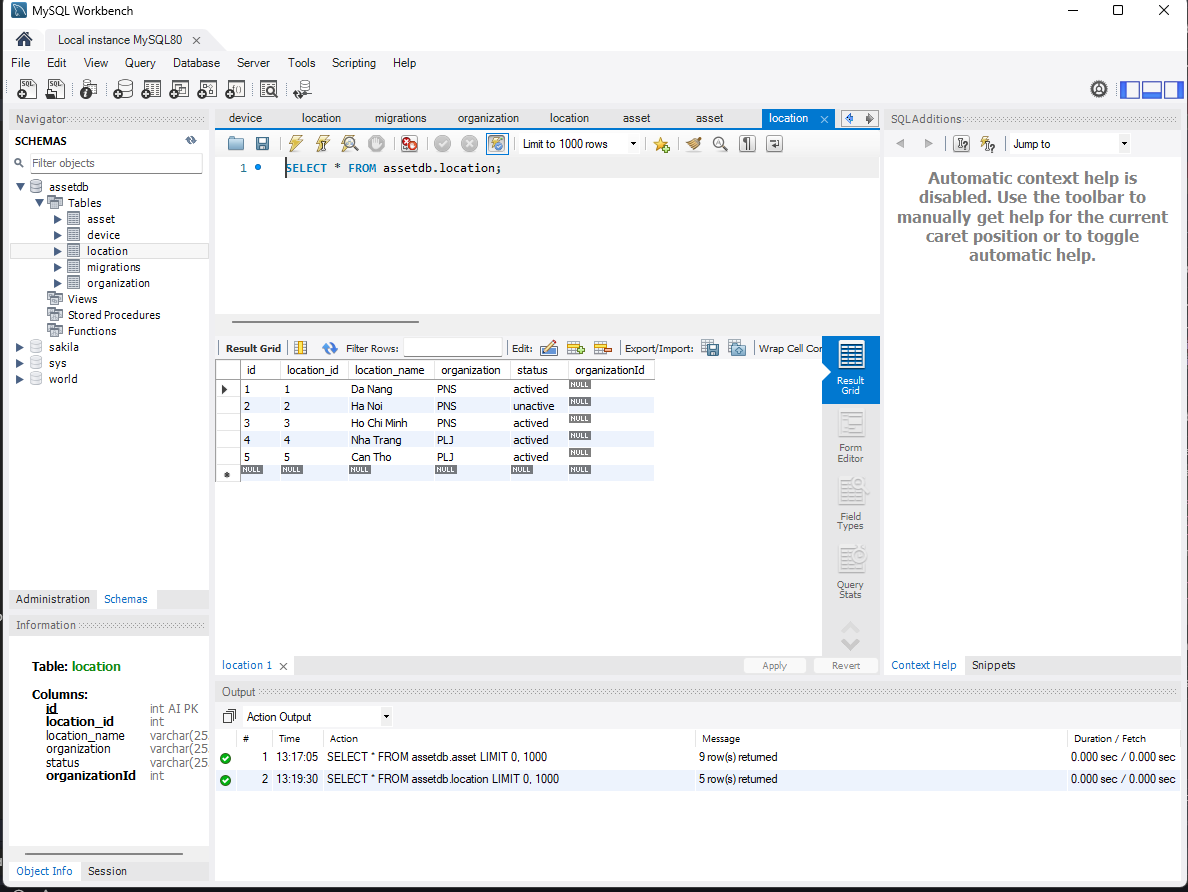 MySQL Workbench
Local instance MySQL80
File Edit View Query Database Server Tools Scripting Help
Navigator
SCHEMAS
Filter objects
assetdb
Tables
asset
device
location
migrations
organization
Views
Stored Procedures
Functions
sakila
sys
world
Administration Schemas
Information
Table: location
Columns:
id int AI PK
location_id int
location_name varchar(25
organization varchar(25
status varchar(25
organizationId int
Object Info Session
device location migrations organization location asset asset location
Limit to 1000 rows
1 SELECT * FROM assetdb.location;
Result Grid Filter Rows: Edit: Export/Import: Wrap Cell Cor
id location_id location_name organization status organizationId
1 1 Da Nang PNS actived NULL
2 2 Ha Noi PNS unactive NULL
3 3 Ho Chi Minh PNS actived NULL
4 4 Nha Trang PLJ actived NULL
5 5 Can Tho PLJ actived NULL
NULL NULL NULL NULL NULL NULL
Result
Grid
Form
Editor
Field
Types
Query
Stats
location 1 Apply Revert
SQLAdditions
Jump to
Automatic context help is
disabled. Use the toolbar to
manually get help for the current
caret position or to toggle
automatic help.
Context Help Snippets
Output
Action Output
# Time Action Message Duration / Fetch
1 13:17:05 SELECT * FROM assetdb.asset LIMIT 0, 1000 9 row(s) returned 0.000 sec / 0.000 sec
2 13:19:30 SELECT * FROM assetdb.location LIMIT 0, 1000 5 row(s) returned 0.000 sec / 0.000 sec